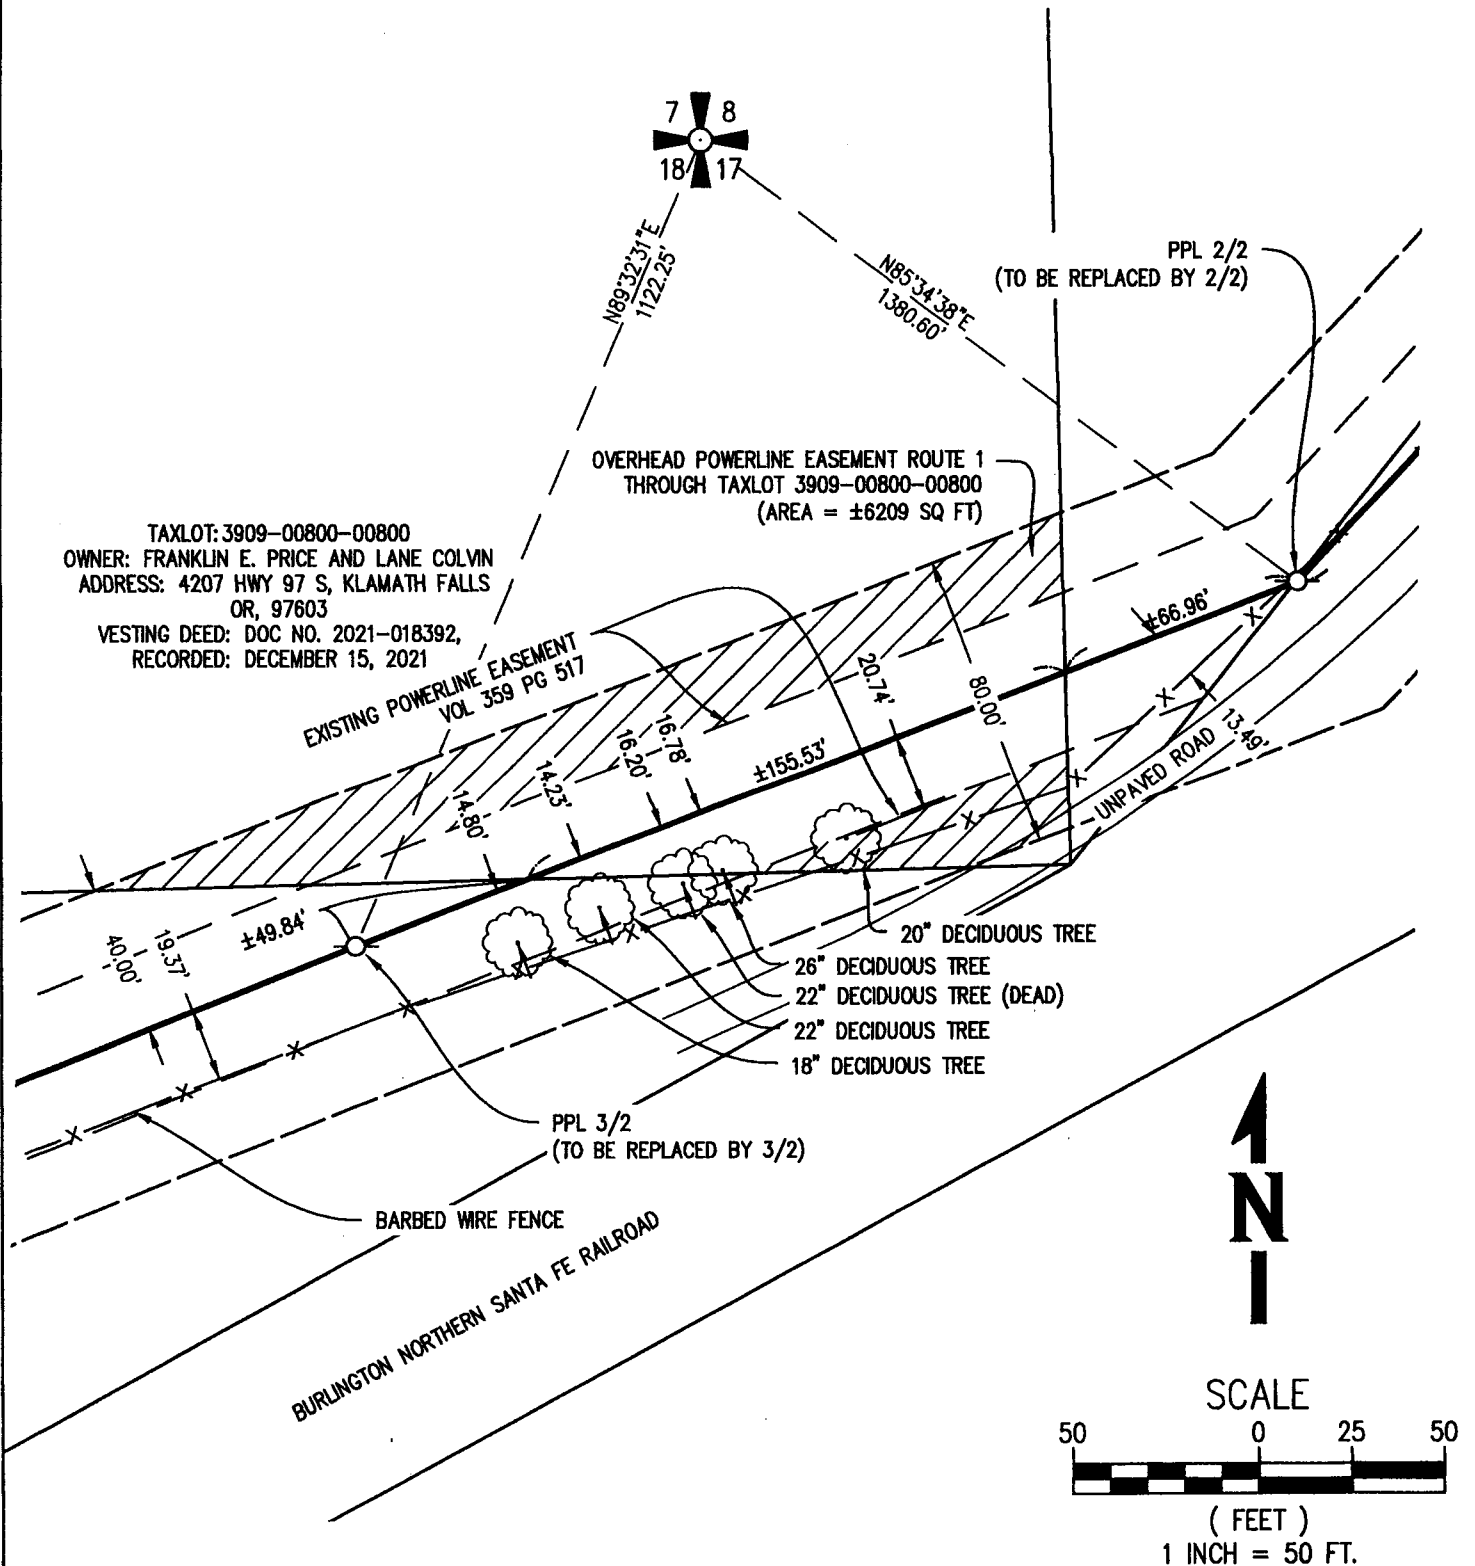 7 8
18 17
N89°32'31"E
1122.25'
N85°34'38"E
1380.60'
PPL 2/2
(TO BE REPLACED BY 2/2)
OVERHEAD POWERLINE EASEMENT ROUTE 1
THROUGH TAXLOT 3909-00800-00800
(AREA = ±6209 SQ FT)
TAXLOT: 3909-00800-00800
OWNER: FRANKLIN E. PRICE AND LANE COLVIN
ADDRESS: 4207 HWY 97 S, KLAMATH FALLS
OR, 97603
VESTING DEED: DOC NO. 2021-018392,
RECORDED: DECEMBER 15, 2021
EXISTING POWERLINE EASEMENT
VOL 359 PG 517
±66.96'
20.74'
80.00'
13.49'
UNPAVED ROAD
16.78'
16.20'
±155.53'
14.23'
14.80'
±49.84'
19.37'
40.00'
20" DECIDUOUS TREE
26" DECIDUOUS TREE
22" DECIDUOUS TREE (DEAD)
22" DECIDUOUS TREE
18" DECIDUOUS TREE
PPL 3/2
(TO BE REPLACED BY 3/2)
BARBED WIRE FENCE
BURLINGTON NORTHERN SANTA FE RAILROAD
N
SCALE
50 0 25 50
( FEET )
1 INCH = 50 FT.